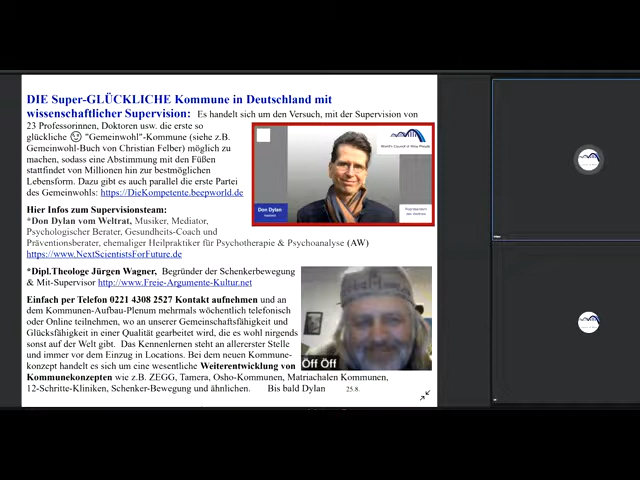 DIE Super-GLÜCKLICHE Kommune in Deutschland mit
wissenschaftlicher Supervision: Es handelt sich um den Versuch, mit der Supervision von
23 Professorinnen, Doktoren usw. die erste so
glückliche "Gemeinwohl"-Kommune (siehe z.B.
Gemeinwohl-Buch von Christian Felber) möglich zu
machen, sodass eine Abstimmung mit den Füßen
stattfindet von Millionen hin zur bestmöglichen
Lebensform. Dazu gibt es auch parallel die erste Partei
des Gemeinwohls: https://DieKompetente.beepworld.de
World's Council of Wise People
Don Dylan
Hier Infos zum Supervisionsteam:
*Don Dylan vom Weltrat, Musiker, Mediator,
Psychologischer Berater, Gesundheits-Coach und
Präventionsberater, ehemaliger Heilpraktiker für Psychotherapie & Psychoanalyse (AW)
https://www.NextScientistsForFuture.de
*Dipl.Theologe Jürgen Wagner, Begründer der Schenkerbewegung
& Mit-Supervisor http://www.Freie-Argumente-Kultur.net
Einfach per Telefon 0221 4308 2527 Kontakt aufnehmen und an
dem Kommunen-Aufbau-Plenum mehrmals wöchentlich telefonisch
oder Online teilnehmen, wo an unserer Gemeinschaftsfähigkeit und
Glücksfähigkeit in einer Qualität gearbeitet wird, die es wohl nirgends
sonst auf der Welt gibt. Das Kennenlernen steht an allererster Stelle
und immer vor dem Einzug in Locations. Bei dem neuen Kommune-
konzept handelt es sich um eine wesentliche Weiterentwicklung von
Kommunekonzepten wie z.B. ZEGG, Tamera, Osho-Kommunen, Matriachalen Kommunen,
12-Schritte-Kliniken, Schenker-Bewegung und ähnlichen. Bis bald Dylan 25.8.
Öff Öff